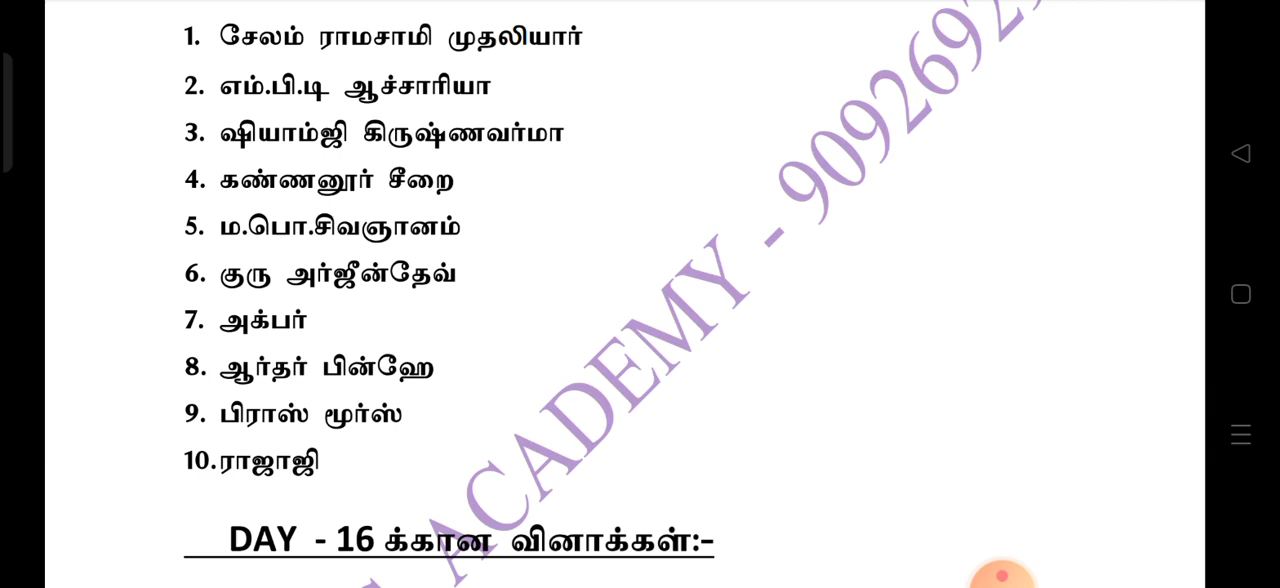 1. சேலம் ராமசாமி முதலியார்
2. எம்.பி.டி ஆச்சாரியா
3. ஷியாம்ஜி கிருஷ்ணவர்மா
4. கண்ணனூர் சீறை
5. ம.பொ.சிவஞானம்
6. குரு அர்ஜீன்தேவ்
7. அக்பர்
8. ஆர்தர் பின்ஹே
9. பிராஸ் மூர்ஸ்
10. ராஜாஜி
ACADEMY - 909269
DAY - 16 க்கான வினாக்கள்:-